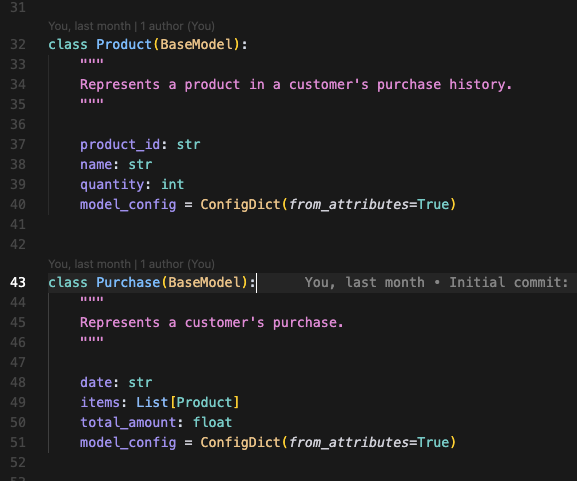 31
You, last month | 1 author (You)
32 class Product(BaseModel):
33     """
34     Represents a product in a customer's purchase history.
35     """
36
37     product_id: str
38     name: str
39     quantity: int
40     model_config = ConfigDict(from_attributes=True)
41
42
You, last month | 1 author (You)
43 class Purchase(BaseModel):      You, last month • Initial commit:
44     """
45     Represents a customer's purchase.
46     """
47
48     date: str
49     items: List[Product]
50     total_amount: float
51     model_config = ConfigDict(from_attributes=True)
52